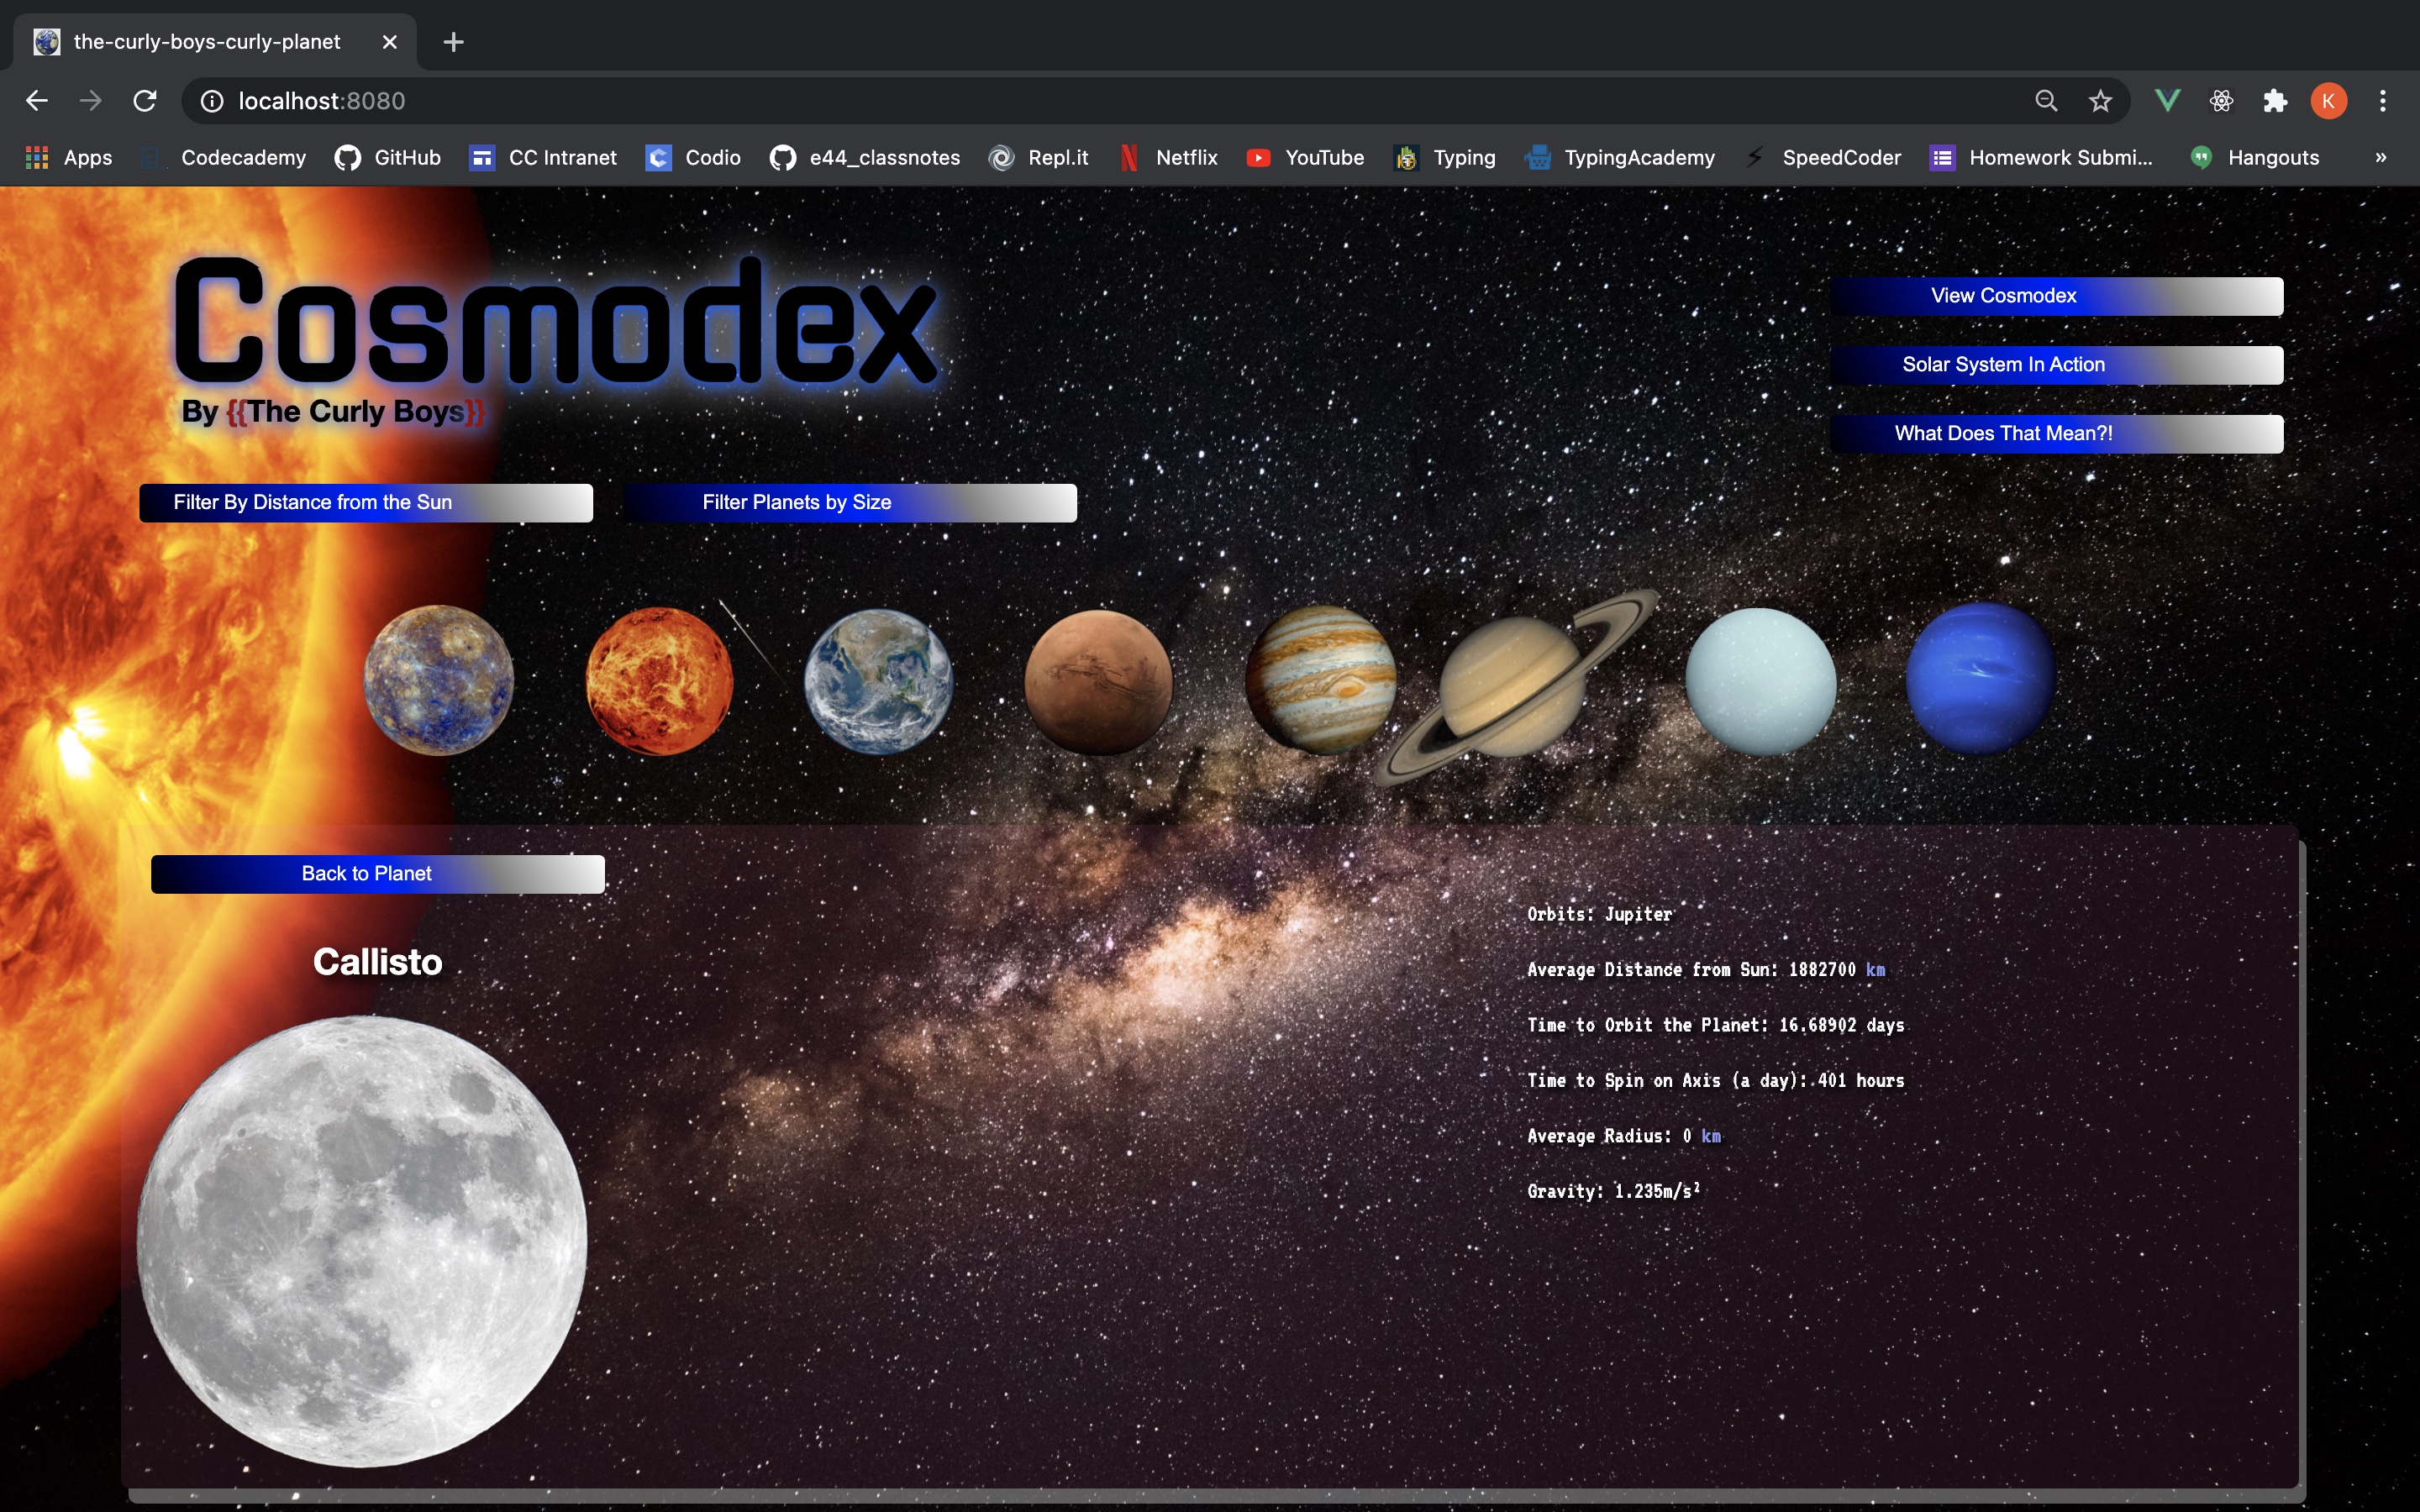 the-curly-boys-curly-planet
localhost:8080
Apps Codecademy GitHub CC Intranet Codio e44_classnotes Repl.it Netflix YouTube Typing TypingAcademy SpeedCoder Homework Submi... Hangouts »
K
Cosmodex
By {{The Curly Boys}}
View Cosmodex
Solar System In Action
What Does That Mean?!
Filter By Distance from the Sun
Filter Planets by Size
Back to Planet
Callisto
Orbits: Jupiter
Average Distance from Sun: 1882700 km
Time to Orbit the Planet: 16.68902 days
Time to Spin on Axis (a day): 401 hours
Average Radius: 0 km
Gravity: 1.235m/s²